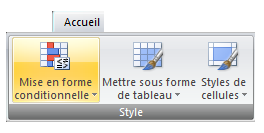 Accueil
Mise en forme
conditionnelle
Mettre sous forme
de tableau
Styles de
cellules
Style